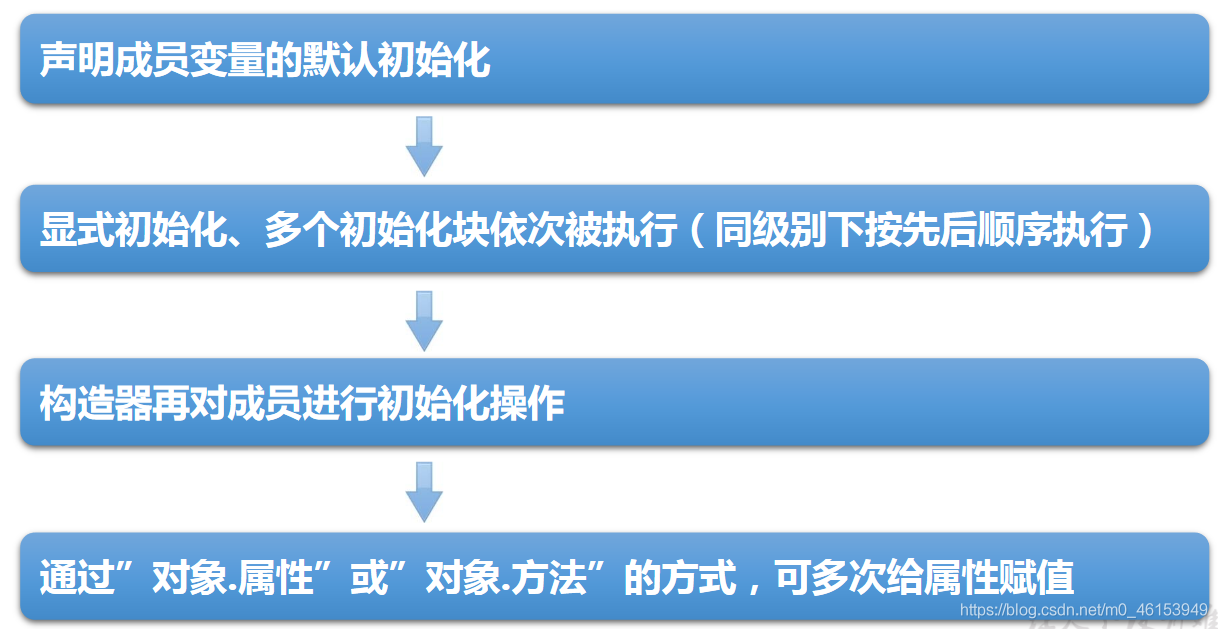 声明成员变量的默认初始化
显式初始化、多个初始化块依次被执行（同级别下按先后顺序执行）
构造器再对成员进行初始化操作
通过”对象.属性”或”对象.方法”的方式，可多次给属性赋值
https://blog.csdn.net/m0_46153949